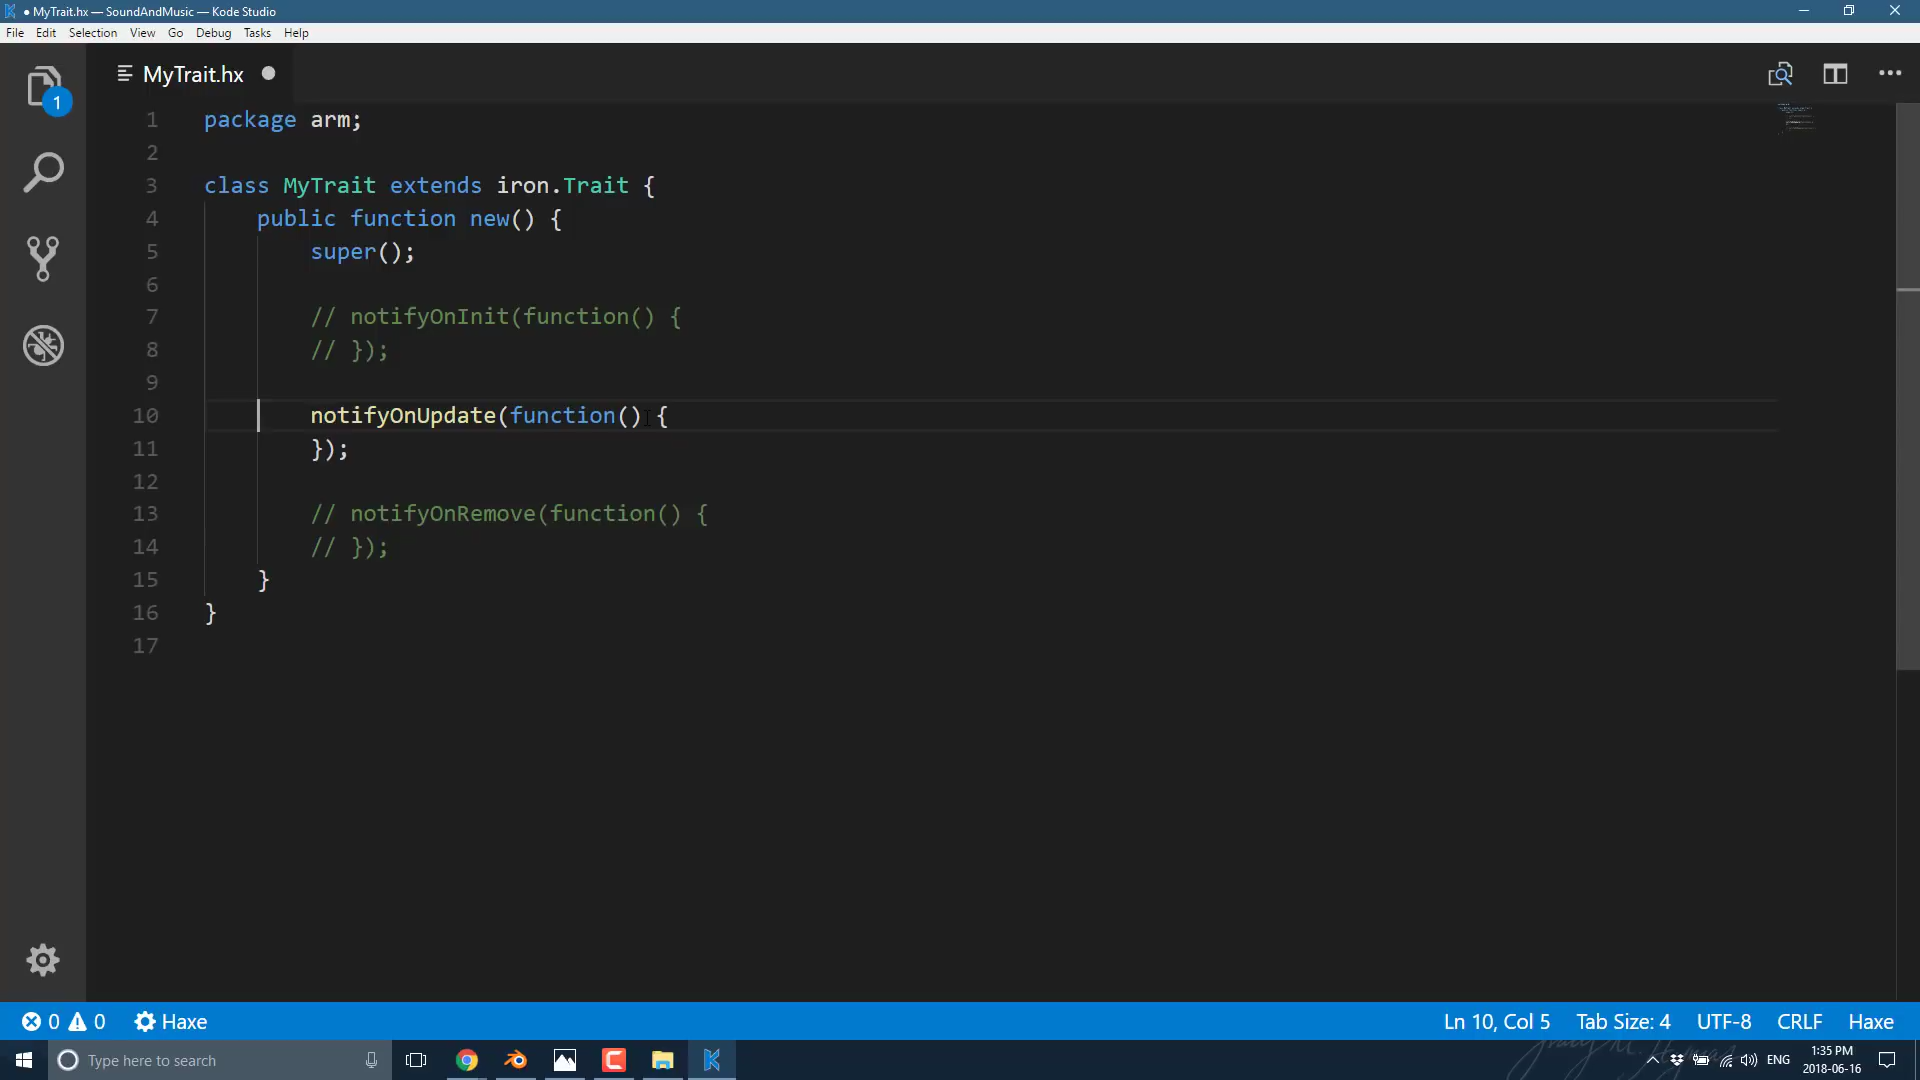 ● MyTrait.hx — SoundAndMusic — Kode Studio
File Edit Selection View Go Debug Tasks Help
MyTrait.hx
1
1 package arm;
2
3 class MyTrait extends iron.Trait {
4 public function new() {
5 super();
6
7 // notifyOnInit(function() {
8 // });
9
10 notifyOnUpdate(function() {
11 });
12
13 // notifyOnRemove(function() {
14 // });
15 }
16 }
17
0 0 Haxe Ln 10, Col 5 Tab Size: 4 UTF-8 CRLF Haxe
Type here to search
ENG 1:35 PM
2018-06-16